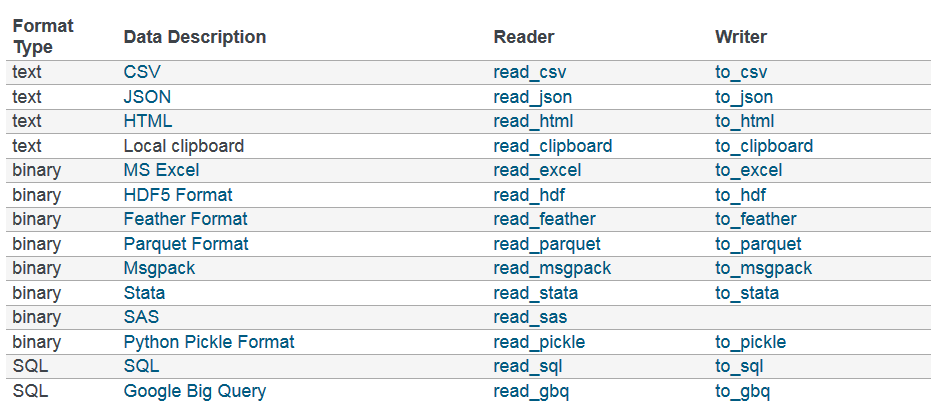 Format Type Data Description Reader Writer
text CSV read_csv to_csv
text JSON read_json to_json
text HTML read_html to_html
text Local clipboard read_clipboard to_clipboard
binary MS Excel read_excel to_excel
binary HDF5 Format read_hdf to_hdf
binary Feather Format read_feather to_feather
binary Parquet Format read_parquet to_parquet
binary Msgpack read_msgpack to_msgpack
binary Stata read_stata to_stata
binary SAS read_sas
binary Python Pickle Format read_pickle to_pickle
SQL SQL read_sql to_sql
SQL Google Big Query read_gbq to_gbq